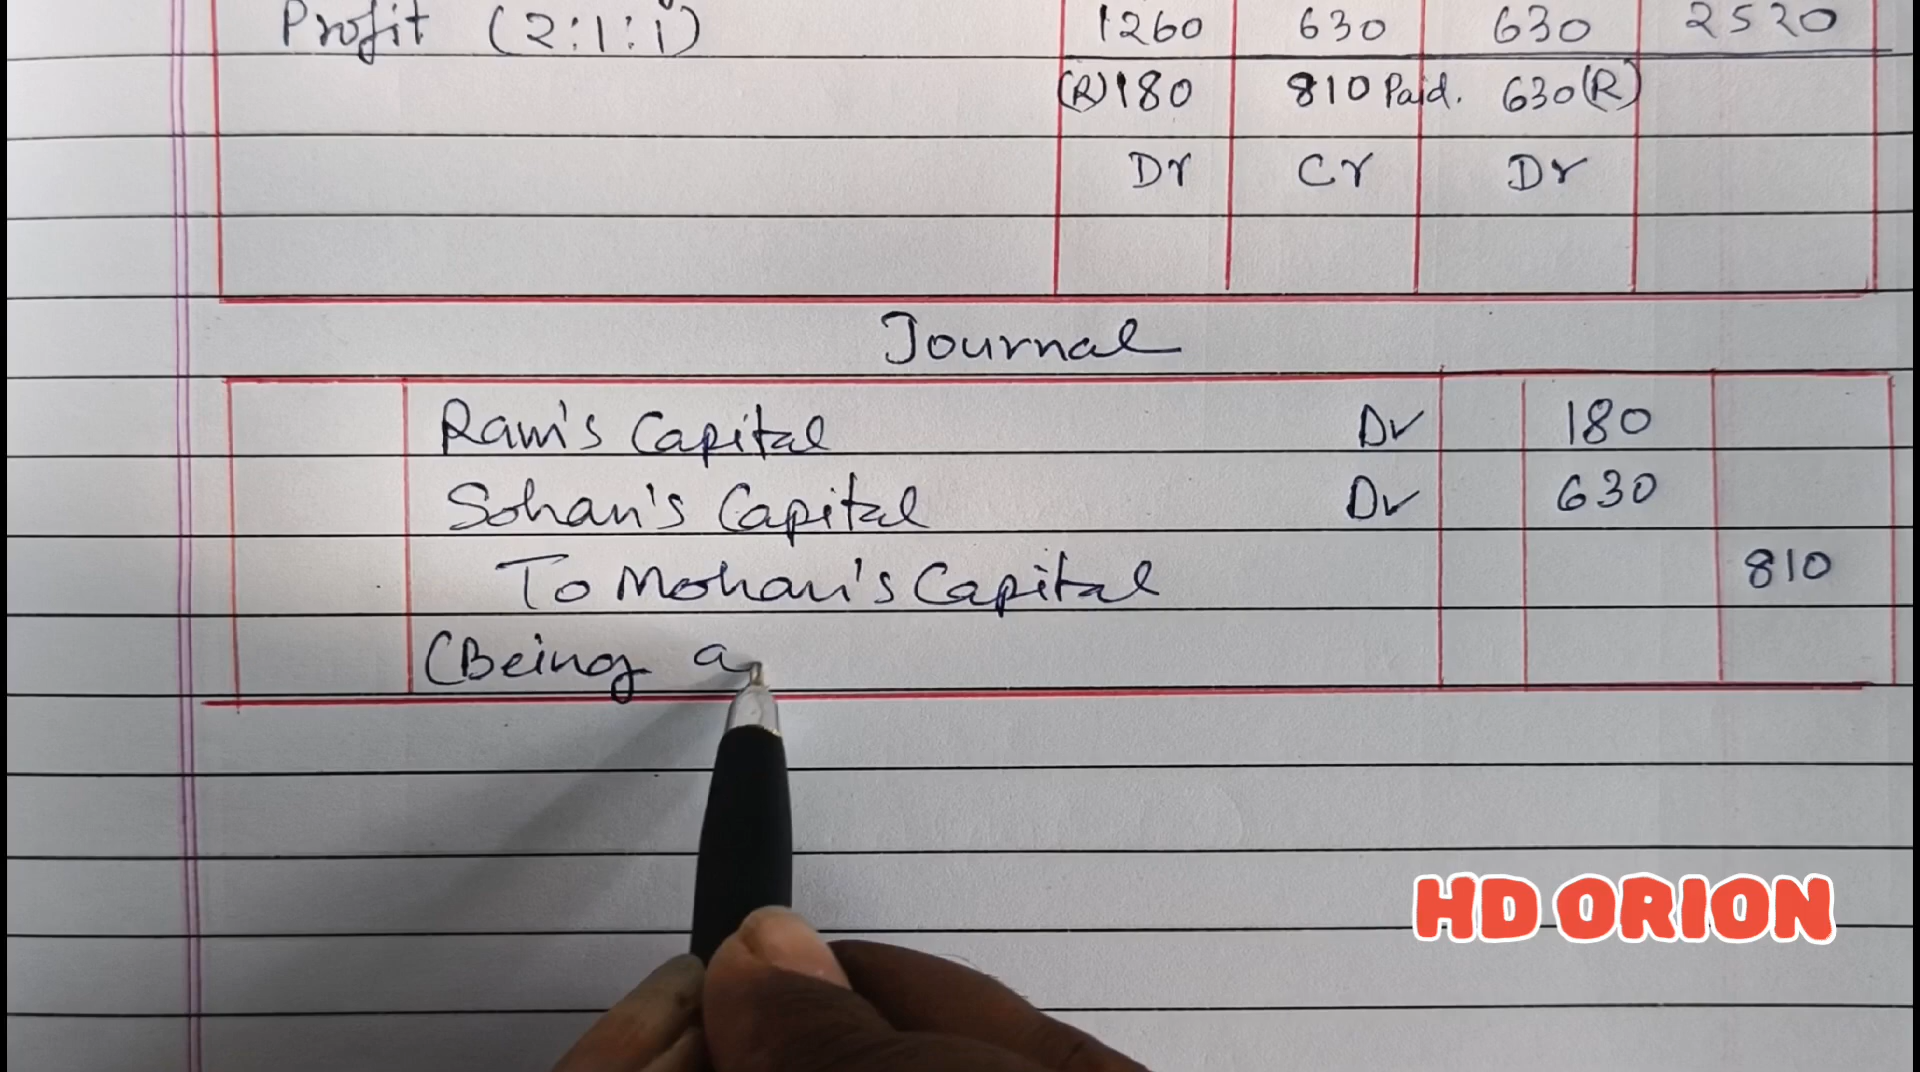 Profit (2:1:1) 1260 630 630 2520
(R)180 810 Paid. 630(R)
Dr Cr Dr
Journal
Ram's Capital Dr 180
Sohan's Capital Dr 630
To Mohan's Capital 810
(Being a
HD ORION